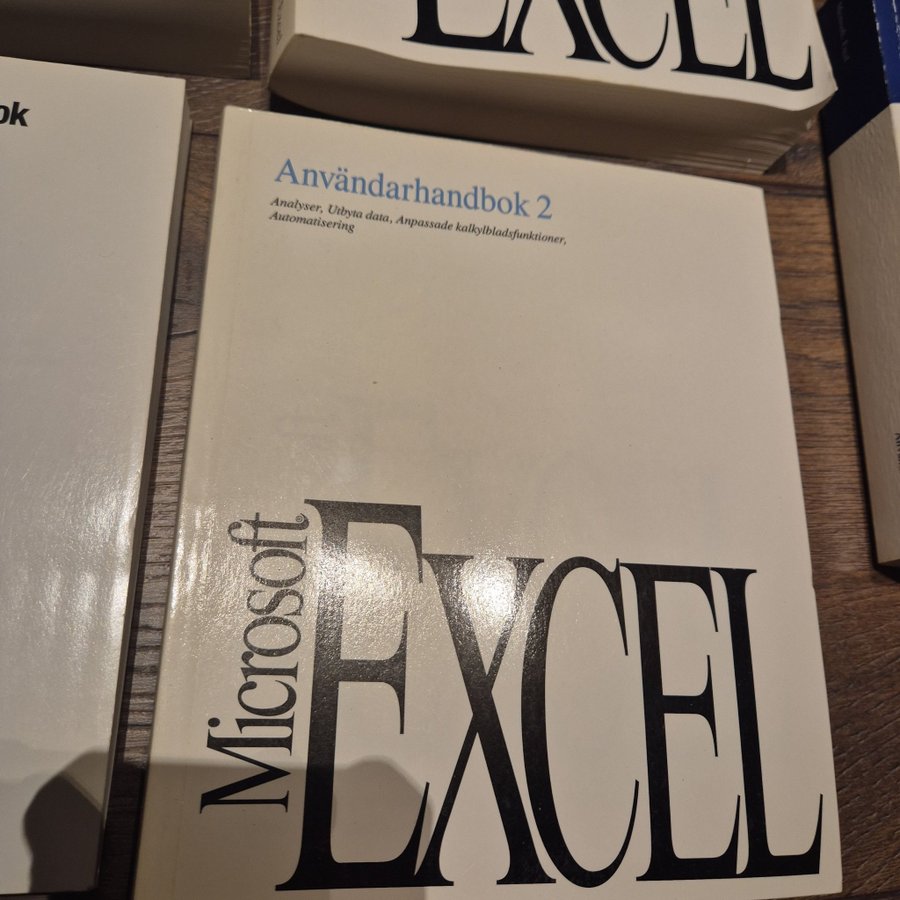 EXCEL
ok
Användarhandbok 2
Analyser, Utbyta data, Anpassade kalkylbladsfunktioner,
Automatisering
Microsoft®
EXCEL